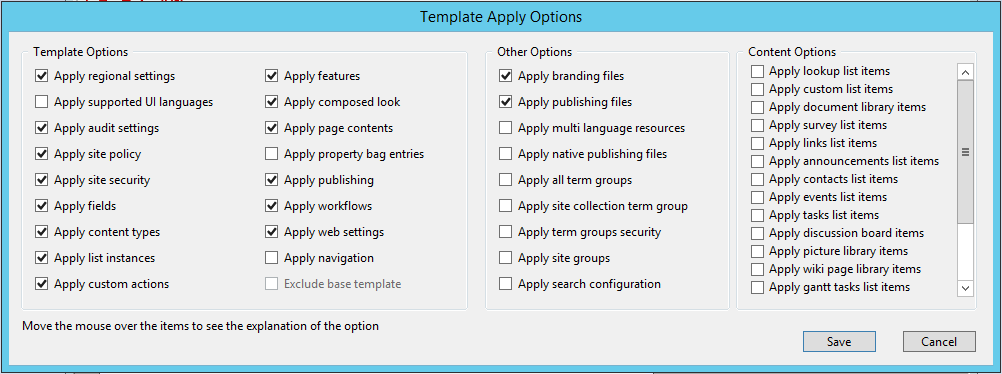 Template Apply Options
Template Options
Apply regional settings
Apply supported UI languages
Apply audit settings
Apply site policy
Apply site security
Apply fields
Apply content types
Apply list instances
Apply custom actions
Apply features
Apply composed look
Apply page contents
Apply property bag entries
Apply publishing
Apply workflows
Apply web settings
Apply navigation
Exclude base template
Other Options
Apply branding files
Apply publishing files
Apply multi language resources
Apply native publishing files
Apply all term groups
Apply site collection term group
Apply term groups security
Apply site groups
Apply search configuration
Content Options
Apply lookup list items
Apply custom list items
Apply document library items
Apply survey list items
Apply links list items
Apply announcements list items
Apply contacts list items
Apply events list items
Apply tasks list items
Apply discussion board items
Apply picture library items
Apply wiki page library items
Apply gantt tasks list items
Move the mouse over the items to see the explanation of the option
Save
Cancel